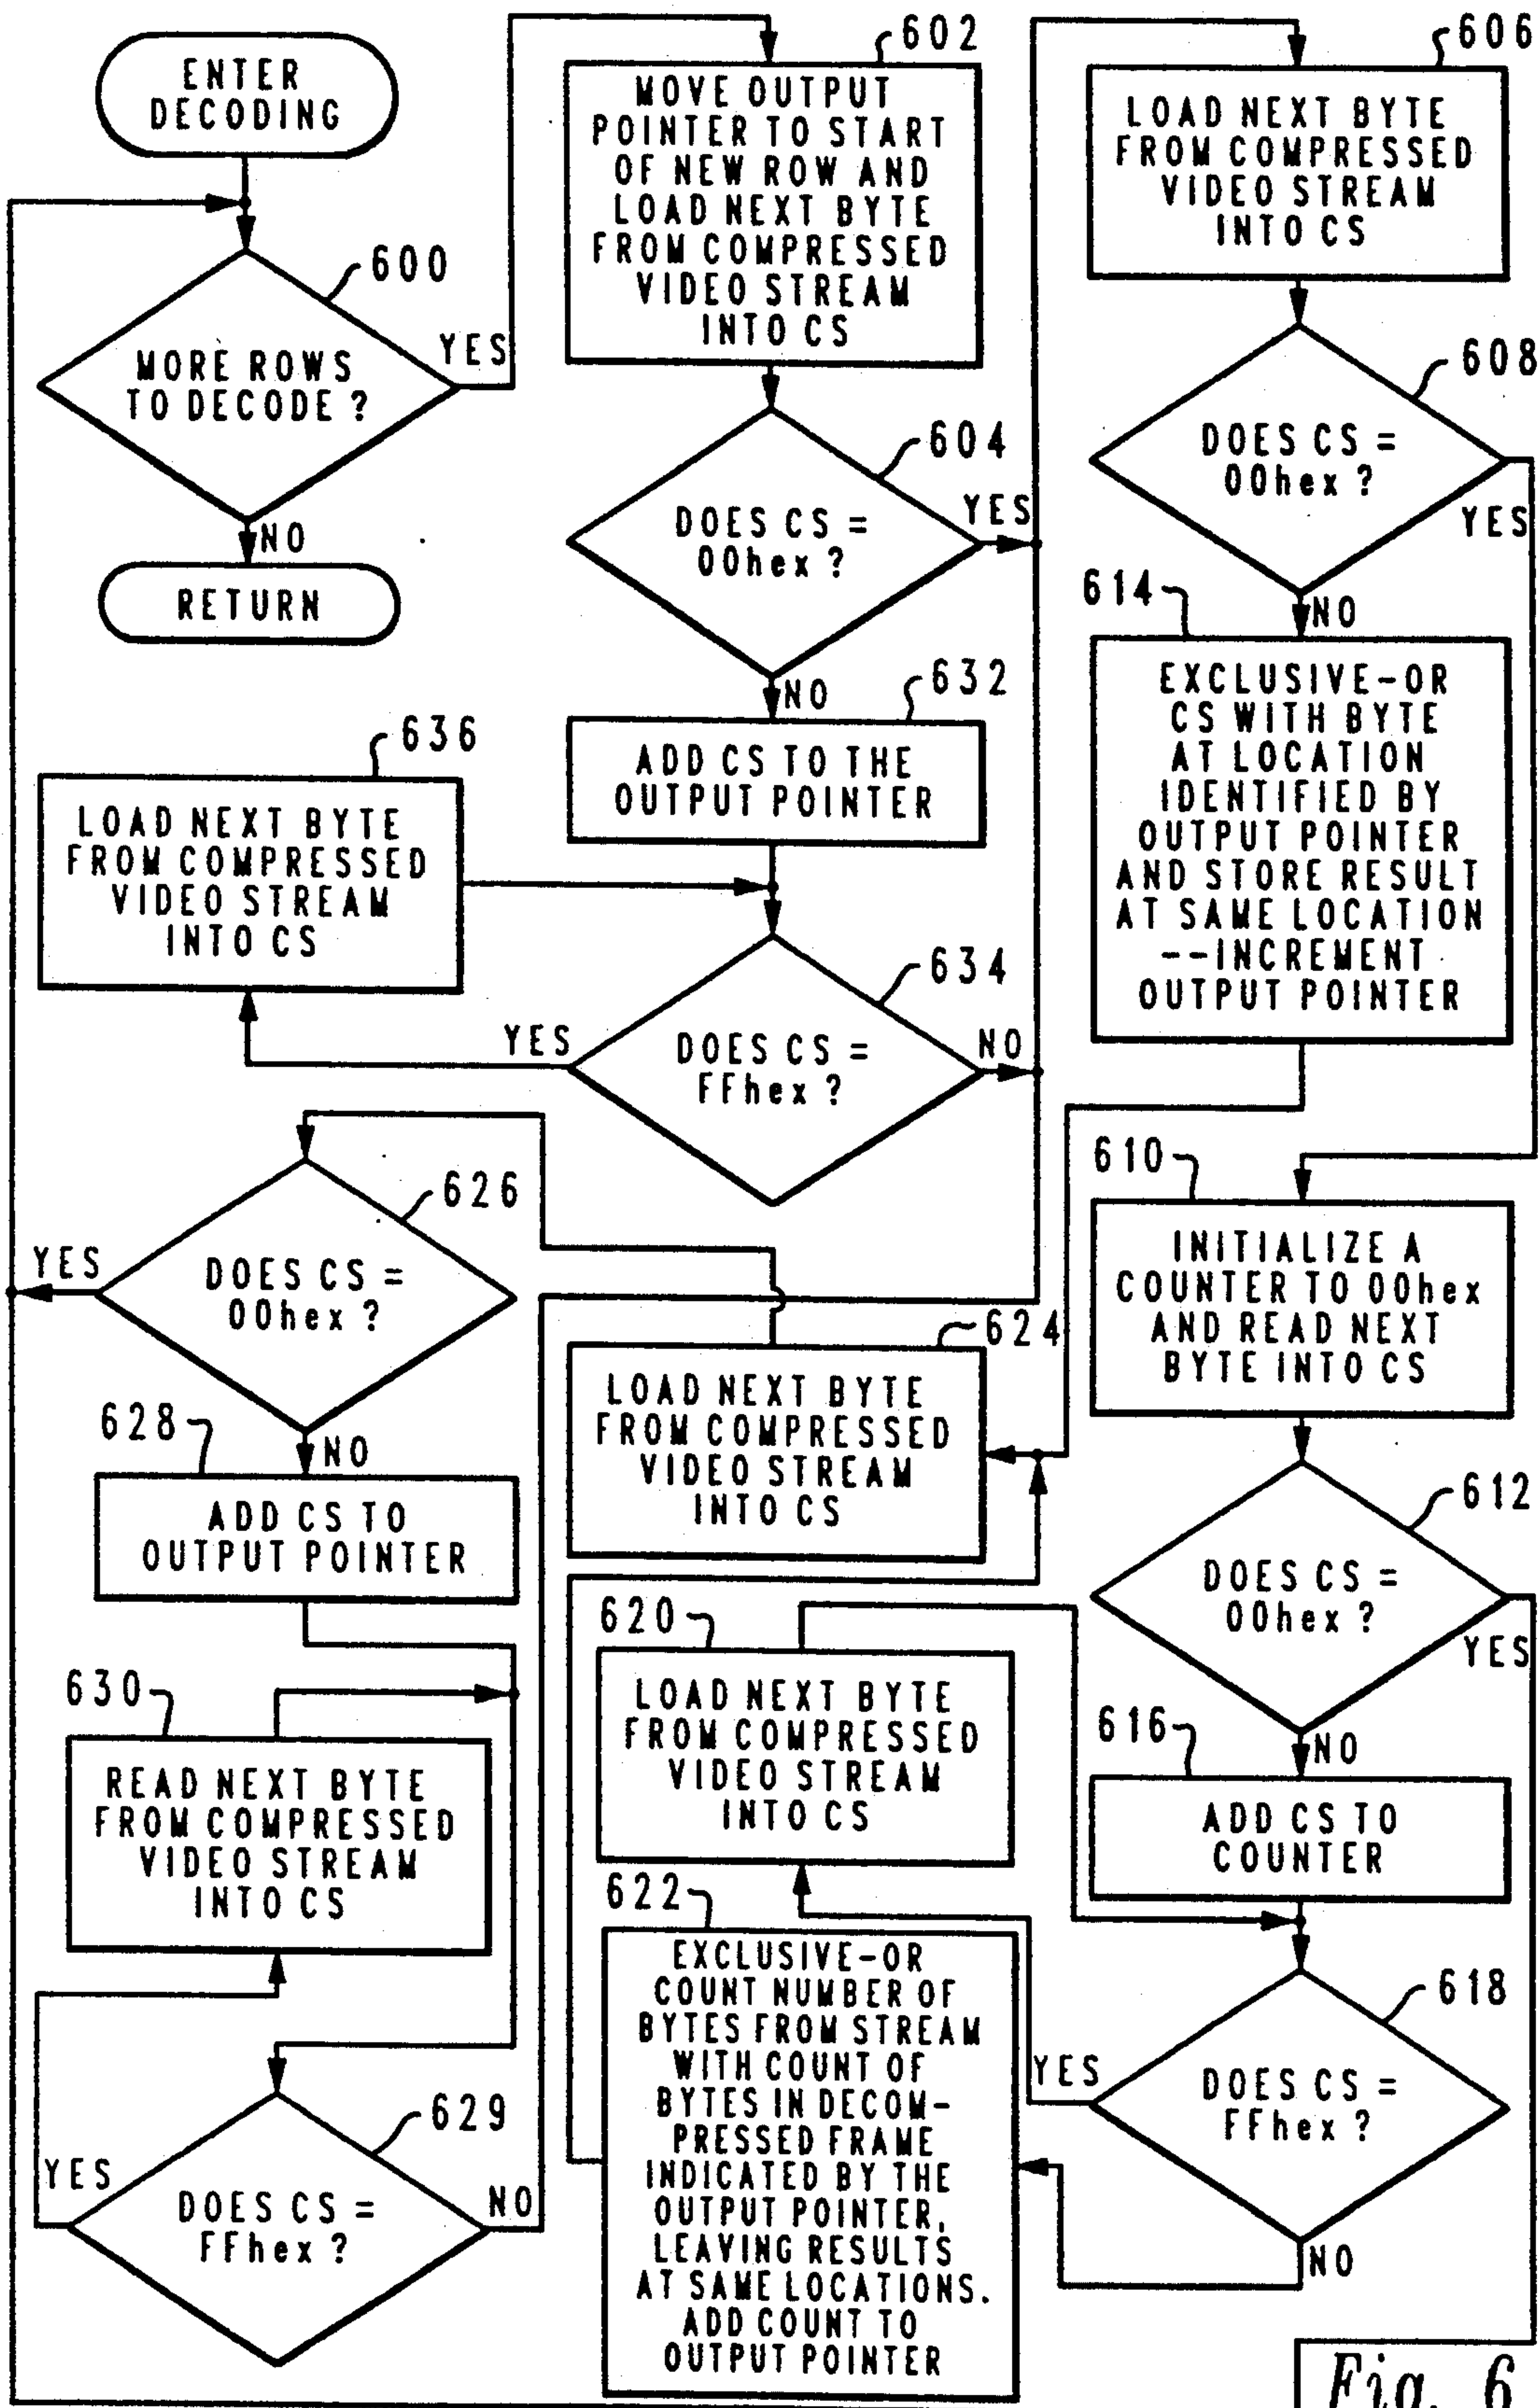 ENTER
DECODING
600
MORE ROWS
TO DECODE ?
YES
NO
RETURN
602
MOVE OUTPUT
POINTER TO START
OF NEW ROW AND
LOAD NEXT BYTE
FROM COMPRESSED
VIDEO STREAM
INTO CS
604
DOES CS =
00hex ?
YES
NO
632
ADD CS TO THE
OUTPUT POINTER
636
LOAD NEXT BYTE
FROM COMPRESSED
VIDEO STREAM
INTO CS
634
DOES CS =
FFhex ?
YES
NO
606
LOAD NEXT BYTE
FROM COMPRESSED
VIDEO STREAM
INTO CS
608
DOES CS =
00hex ?
YES
NO
614
EXCLUSIVE-OR
CS WITH BYTE
AT LOCATION
IDENTIFIED BY
OUTPUT POINTER
AND STORE RESULT
AT SAME LOCATION
--INCREMENT
OUTPUT POINTER
610
INITIALIZE A
COUNTER TO 00hex
AND READ NEXT
BYTE INTO CS
612
DOES CS =
00hex ?
YES
NO
616
ADD CS TO
COUNTER
618
DOES CS =
FFhex ?
YES
NO
620
LOAD NEXT BYTE
FROM COMPRESSED
VIDEO STREAM
INTO CS
622
EXCLUSIVE-OR
COUNT NUMBER OF
BYTES FROM STREAM
WITH COUNT OF
BYTES IN DECOM-
PRESSED FRAME
INDICATED BY THE
OUTPUT POINTER,
LEAVING RESULTS
AT SAME LOCATIONS.
ADD COUNT TO
OUTPUT POINTER
624
LOAD NEXT BYTE
FROM COMPRESSED
VIDEO STREAM
INTO CS
626
DOES CS =
00hex ?
YES
NO
628
ADD CS TO
OUTPUT POINTER
630
READ NEXT BYTE
FROM COMPRESSED
VIDEO STREAM
INTO CS
629
DOES CS =
FFhex ?
YES
NO
Fig. 6